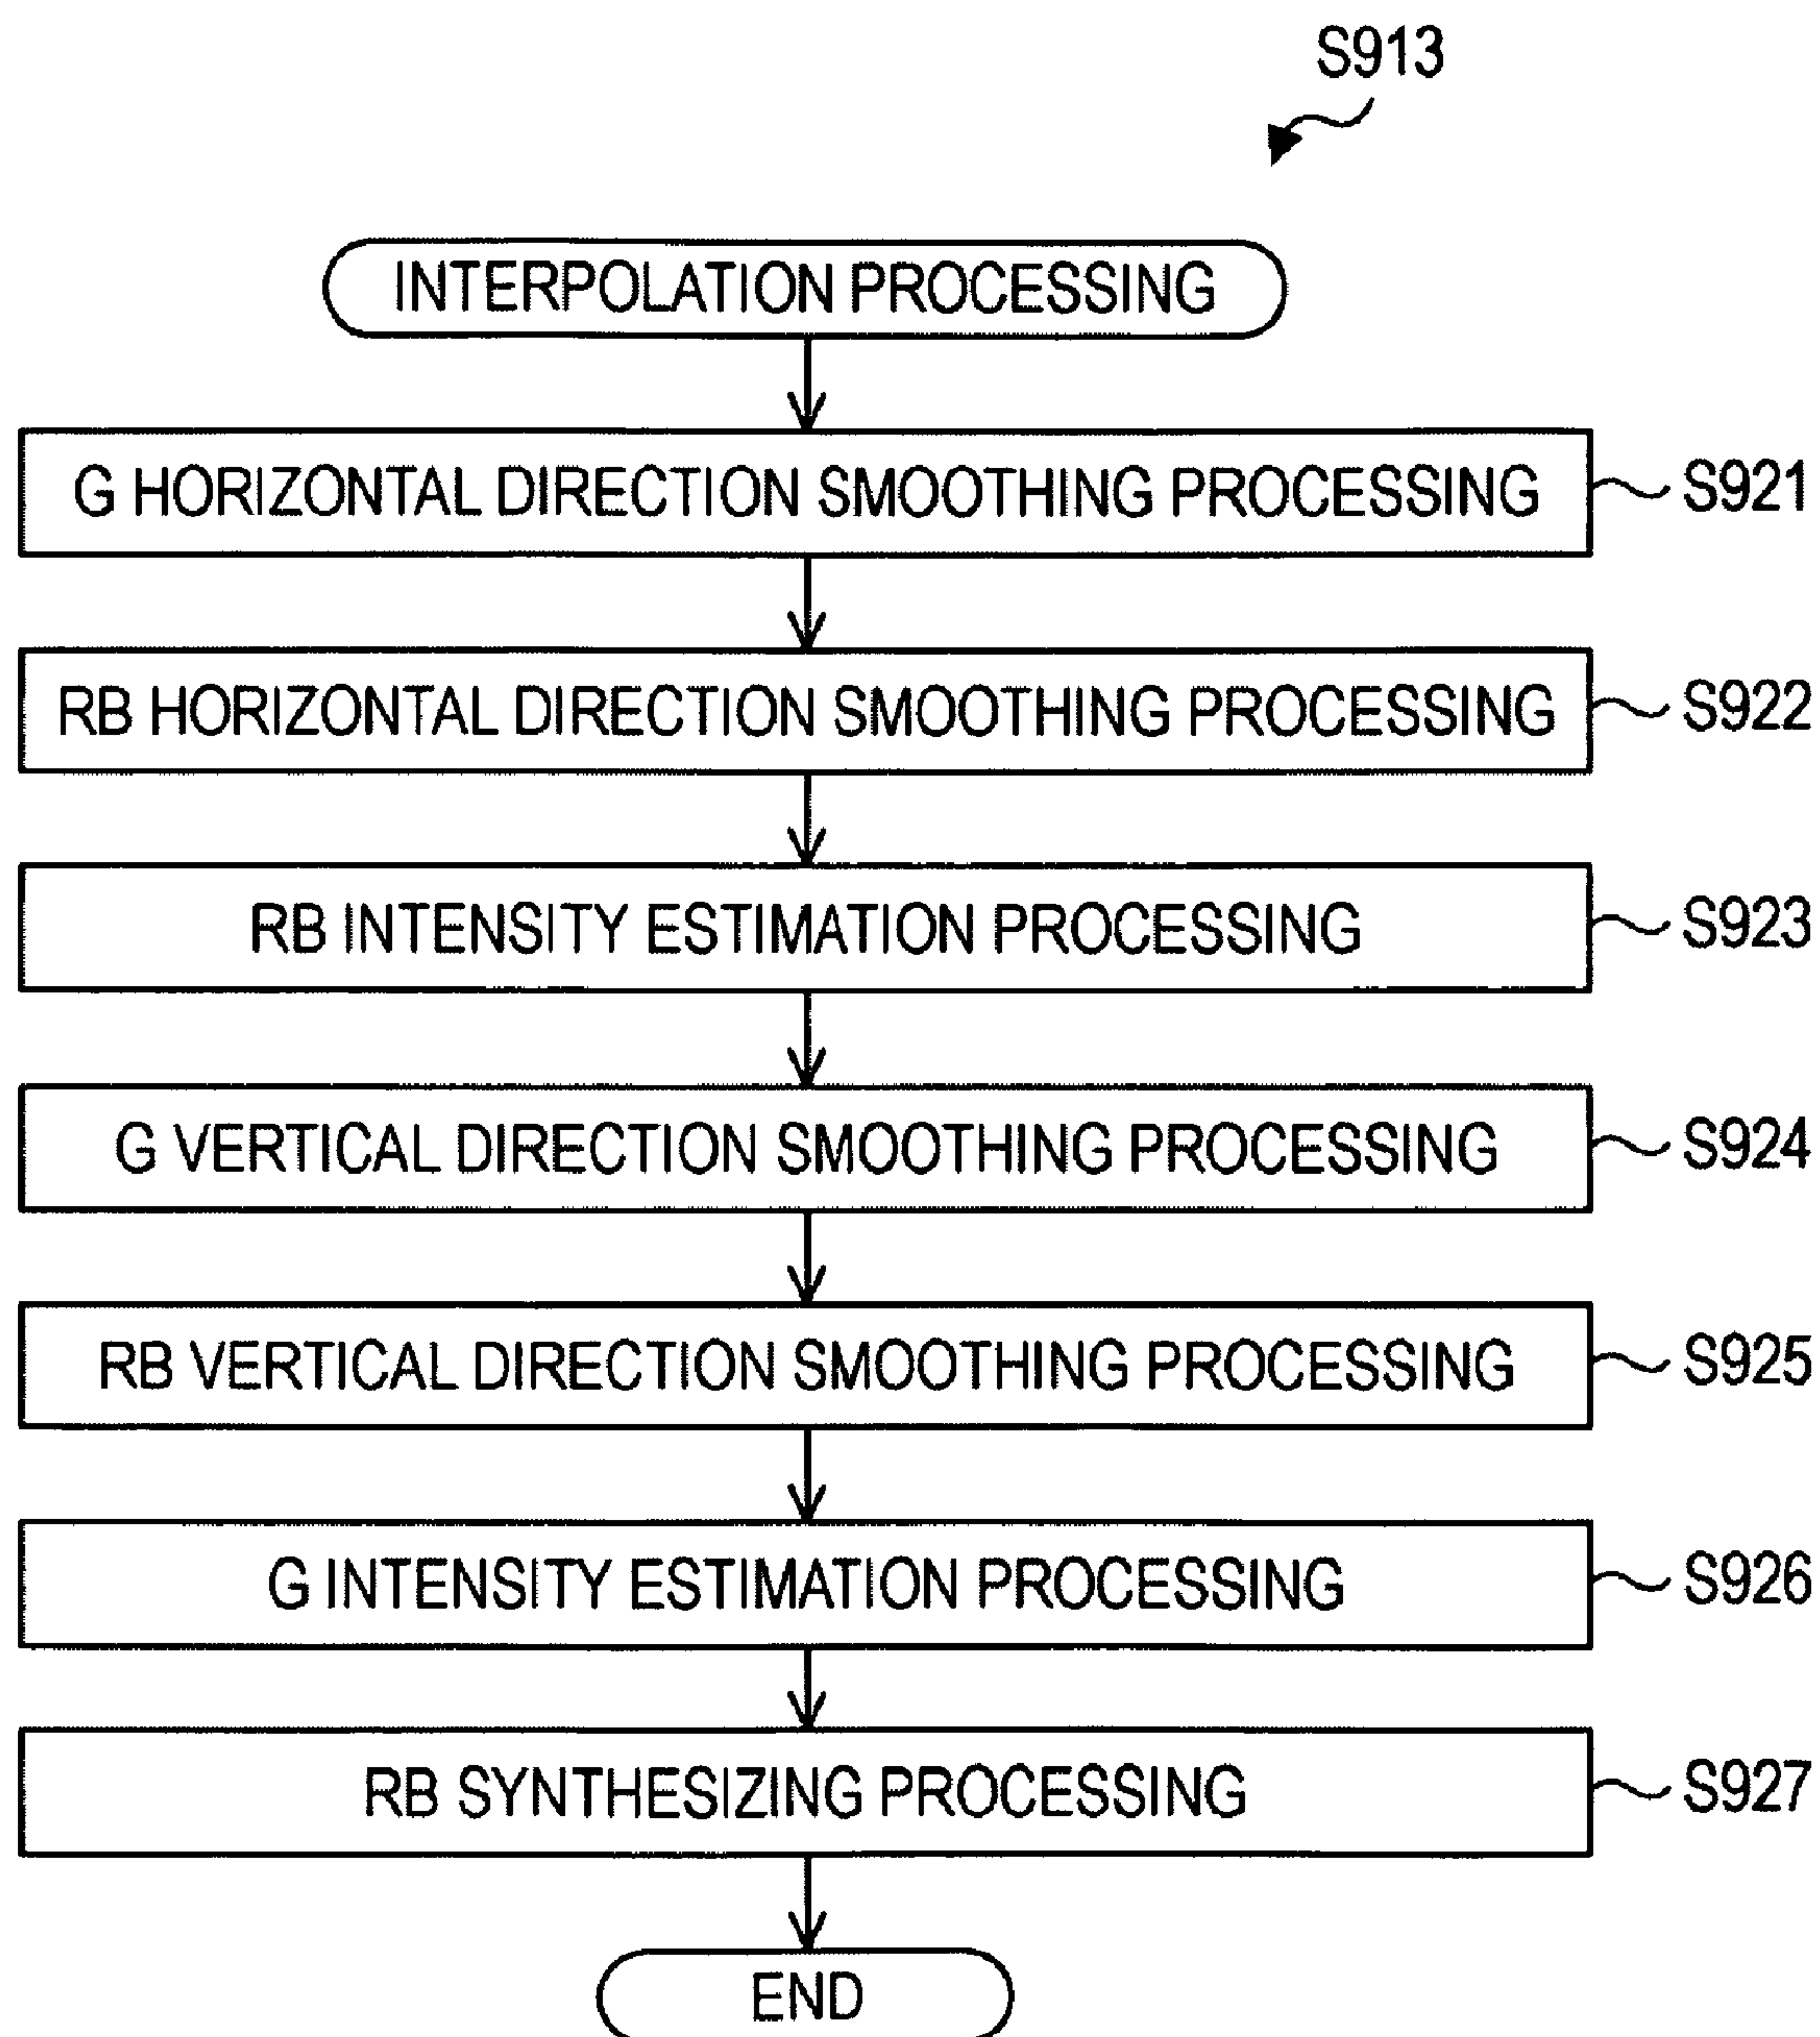 S913
INTERPOLATION PROCESSING
G HORIZONTAL DIRECTION SMOOTHING PROCESSING
S921
RB HORIZONTAL DIRECTION SMOOTHING PROCESSING
S922
RB INTENSITY ESTIMATION PROCESSING
S923
G VERTICAL DIRECTION SMOOTHING PROCESSING
S924
RB VERTICAL DIRECTION SMOOTHING PROCESSING
S925
G INTENSITY ESTIMATION PROCESSING
S926
RB SYNTHESIZING PROCESSING
S927
END